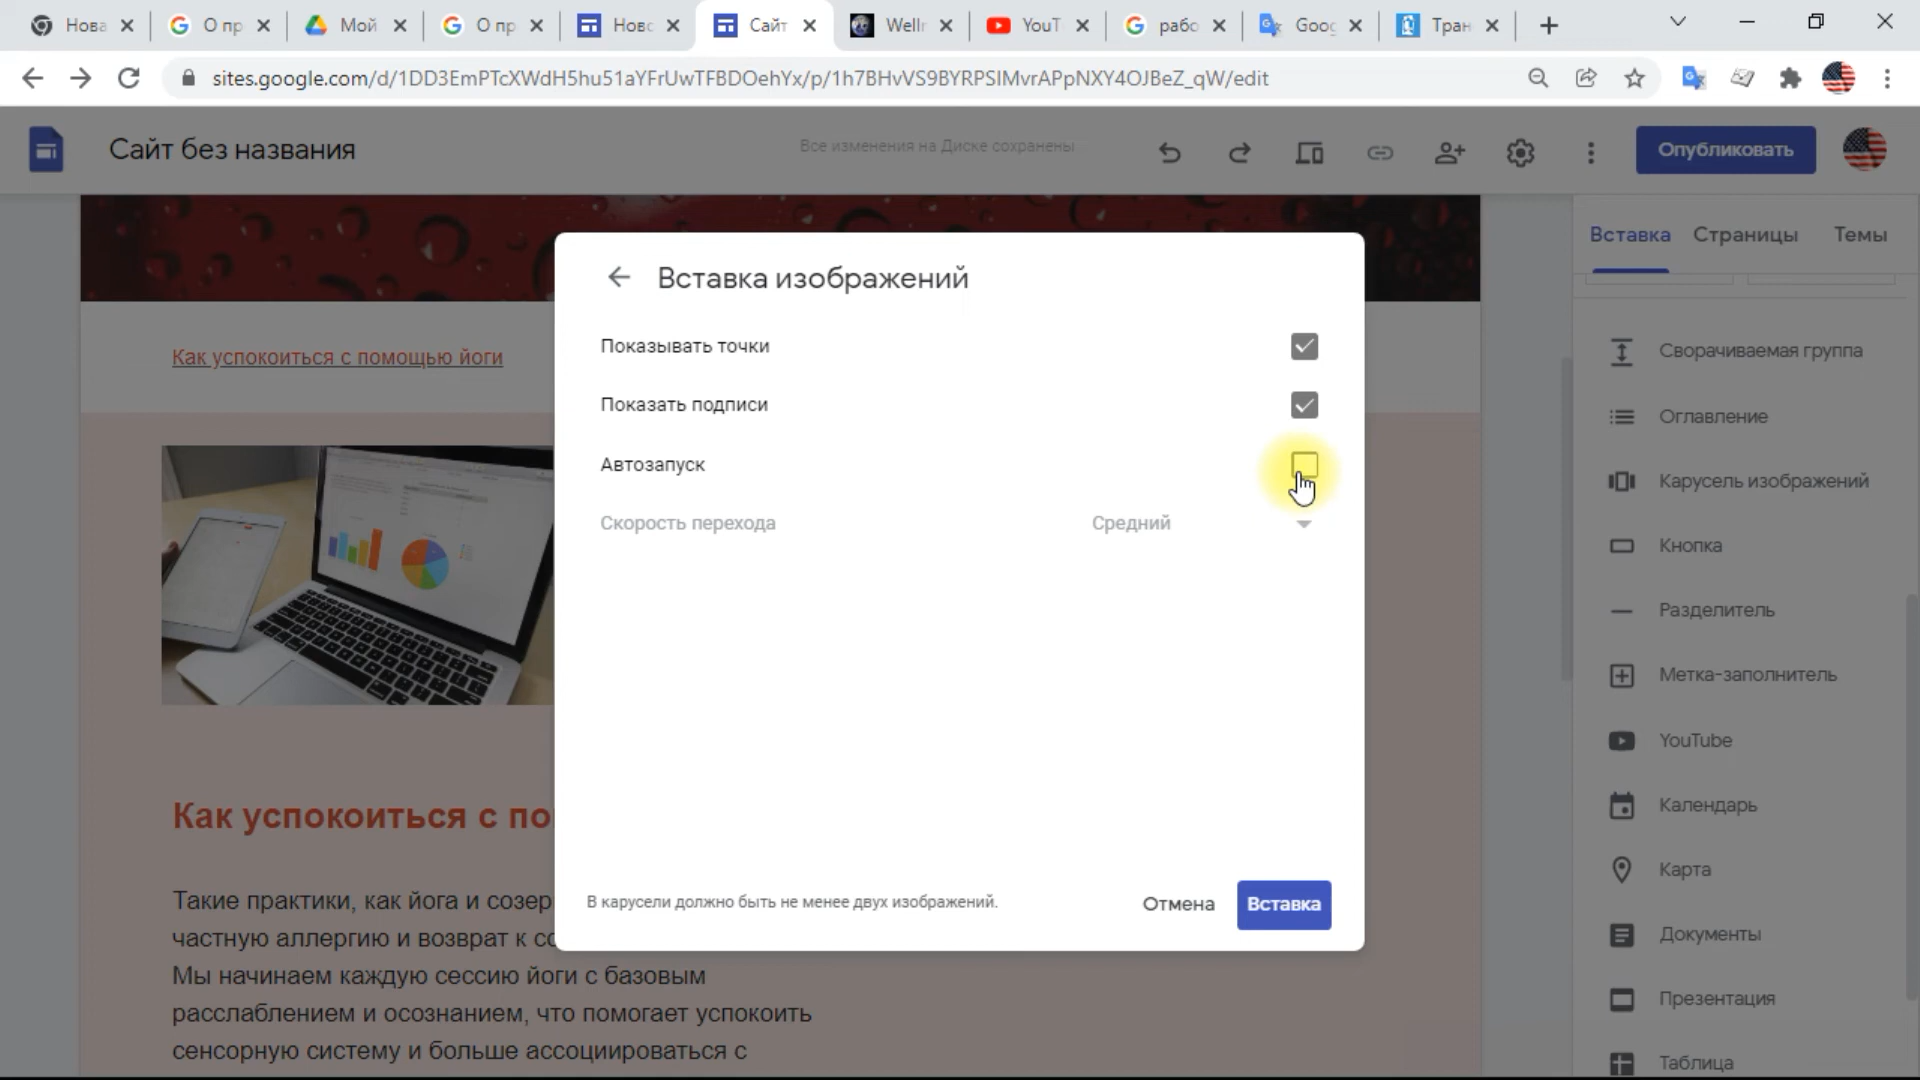 Нова
О пр
Мой
О пр
Новс
Сайт
Welln
YouT
рабо
Goog
Тран
sites.google.com/d/1DD3EmPTcXWdH5hu51aYFrUwTFBDOehYx/p/1h7BHvVS9BYRPSIMvrAPpNXY4OJBeZ_qW/edit
Сайт без названия
Все изменения на Диске сохранены
Опубликовать
Вставка
Страницы
Темы
Как успокоиться с помощью йоги
Вставка изображений
Показывать точки
Показать подписи
Автозапуск
Скорость перехода
Средний
В карусели должно быть не менее двух изображений.
Отмена
Вставка
Как успокоиться с по
Такие практики, как йога и созер
частную аллергию и возврат к со
Мы начинаем каждую сессию йоги с базовым
расслаблением и осознанием, что помогает успокоить
сенсорную систему и больше ассоциироваться с
Сворачиваемая группа
Оглавление
Карусель изображений
Кнопка
Разделитель
Метка-заполнитель
YouTube
Календарь
Карта
Документы
Презентация
Таблица